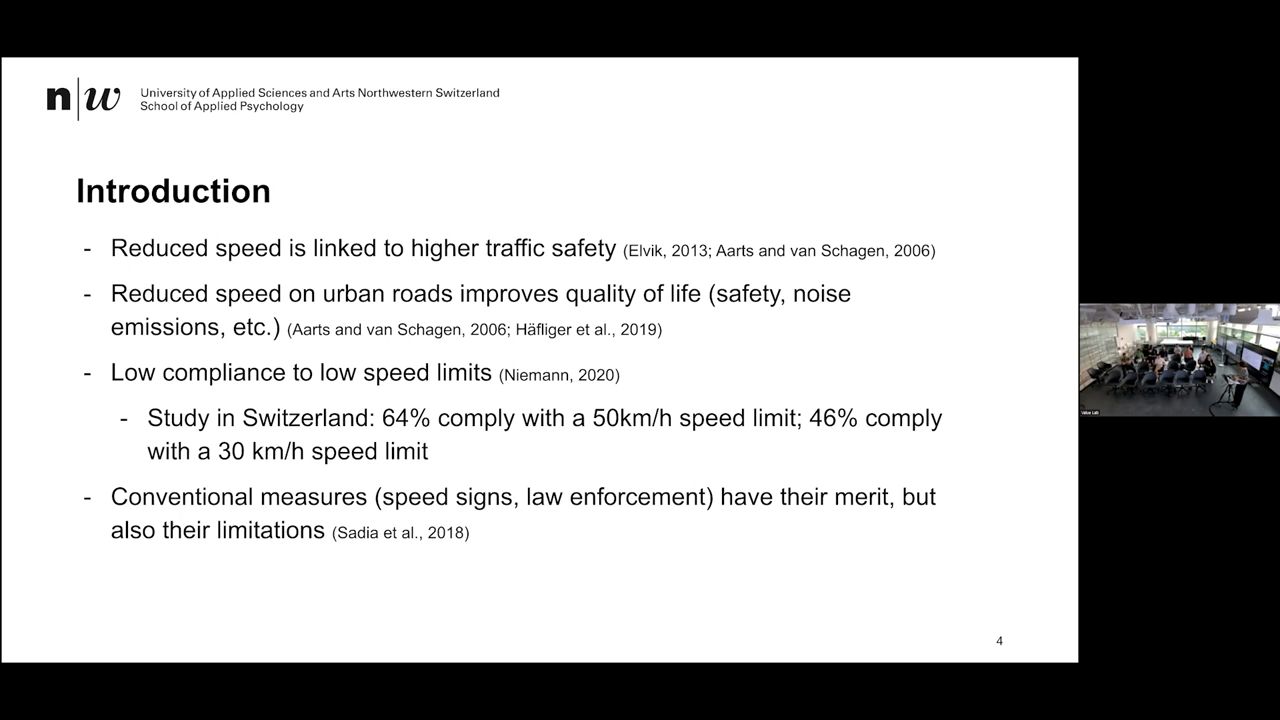 n|w
University of Applied Sciences and Arts Northwestern Switzerland
School of Applied Psychology
Introduction
- Reduced speed is linked to higher traffic safety (Elvik, 2013; Aarts and van Schagen, 2006)
- Reduced speed on urban roads improves quality of life (safety, noise
emissions, etc.) (Aarts and van Schagen, 2006; Häfliger et al., 2019)
- Low compliance to low speed limits (Niemann, 2020)
- Study in Switzerland: 64% comply with a 50km/h speed limit; 46% comply
with a 30 km/h speed limit
- Conventional measures (speed signs, law enforcement) have their merit, but
also their limitations (Sadia et al., 2018)
4
Value Lab